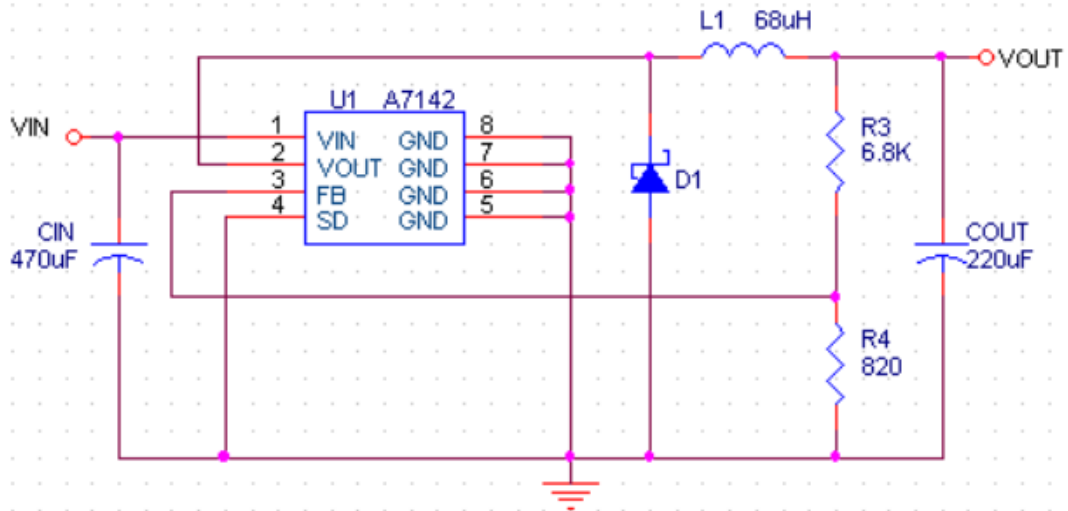 L1 68uH
VOUT
U1 A7142
VIN
1 VIN GND 8
2 VOUT GND 7
3 FB GND 6
4 SD GND 5
R3
6.8K
D1
CIN
470uF
COUT
220uF
R4
820